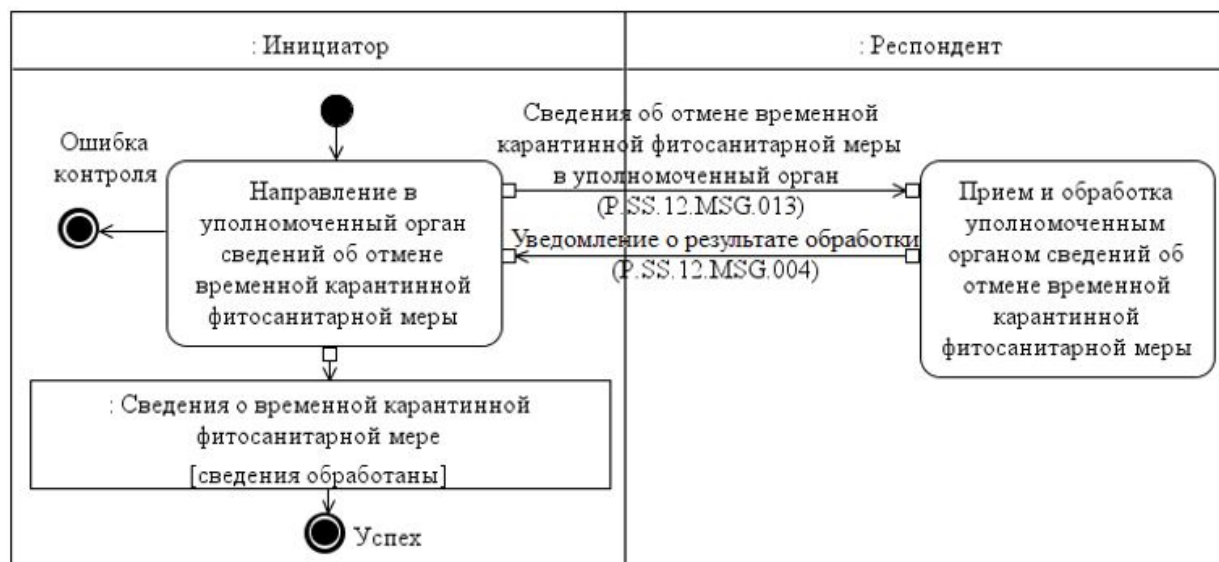 : Инициатор
: Респондент
Ошибка
контроля
Направление в
уполномоченный орган
сведений об отмене
временной карантинной
фитосанитарной меры
Сведения об отмене временной
карантинной фитосанитарной меры
в уполномоченный орган
(P.SS.12.MSG.013)
Уведомление о результате обработки
(P.SS.12.MSG.004)
Прием и обработка
уполномоченным
органом сведений об
отмене временной
карантинной
фитосанитарной меры
: Сведения о временной карантинной
фитосанитарной мере
[сведения обработаны]
Успех